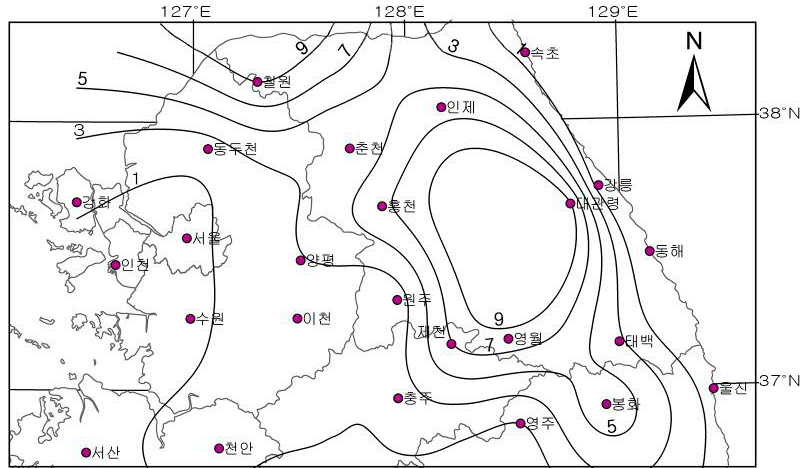 127°E
128°E
129°E
9
7
3
1
속초
N
5
철원
인제
38°N
3
동두천
춘천
1
강화
홍천
강릉
대관령
서울
동해
인천
양평
원주
수원
이천
9
제천
7
영월
태백
37°N
울진
충주
봉화
영주
5
서산
천안